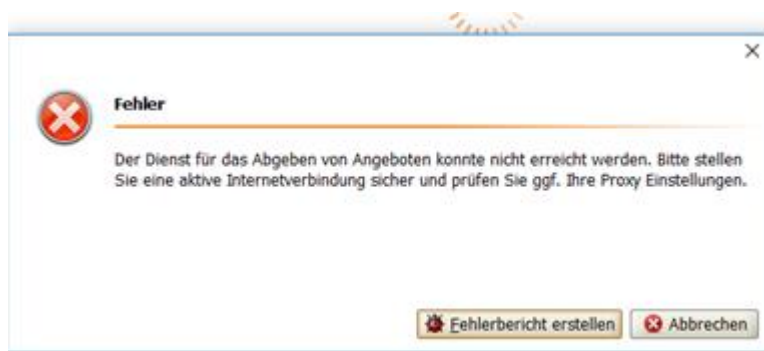 Fehler
Der Dienst für das Abgeben von Angeboten konnte nicht erreicht werden. Bitte stellen
Sie eine aktive Internetverbindung sicher und prüfen Sie ggf. Ihre Proxy Einstellungen.
Fehlerbericht erstellen Abbrechen